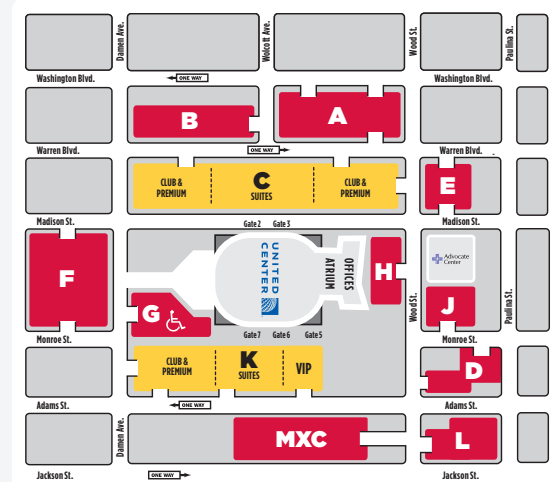 Damen Ave.
Wolcott Ave.
Wood St.
Paulina St.
Washington Blvd.
ONE WAY
Washington Blvd.
B
A
Warren Blvd.
ONE WAY
Warren Blvd.
CLUB &
PREMIUM
C
SUITES
CLUB &
PREMIUM
E
Madison St.
Madison St.
Gate 2
Gate 3
F
UNITED
CENTER
OFFICES
ATRIUM
H
Advocate
Center
G
J
Wood St.
Paulina St.
Monroe St.
Gate 7
Gate 6
Gate 5
Monroe St.
CLUB &
PREMIUM
K
SUITES
VIP
D
Adams St.
ONE WAY
Adams St.
Damen Ave.
MXC
L
Jackson St.
ONE WAY
Jackson St.